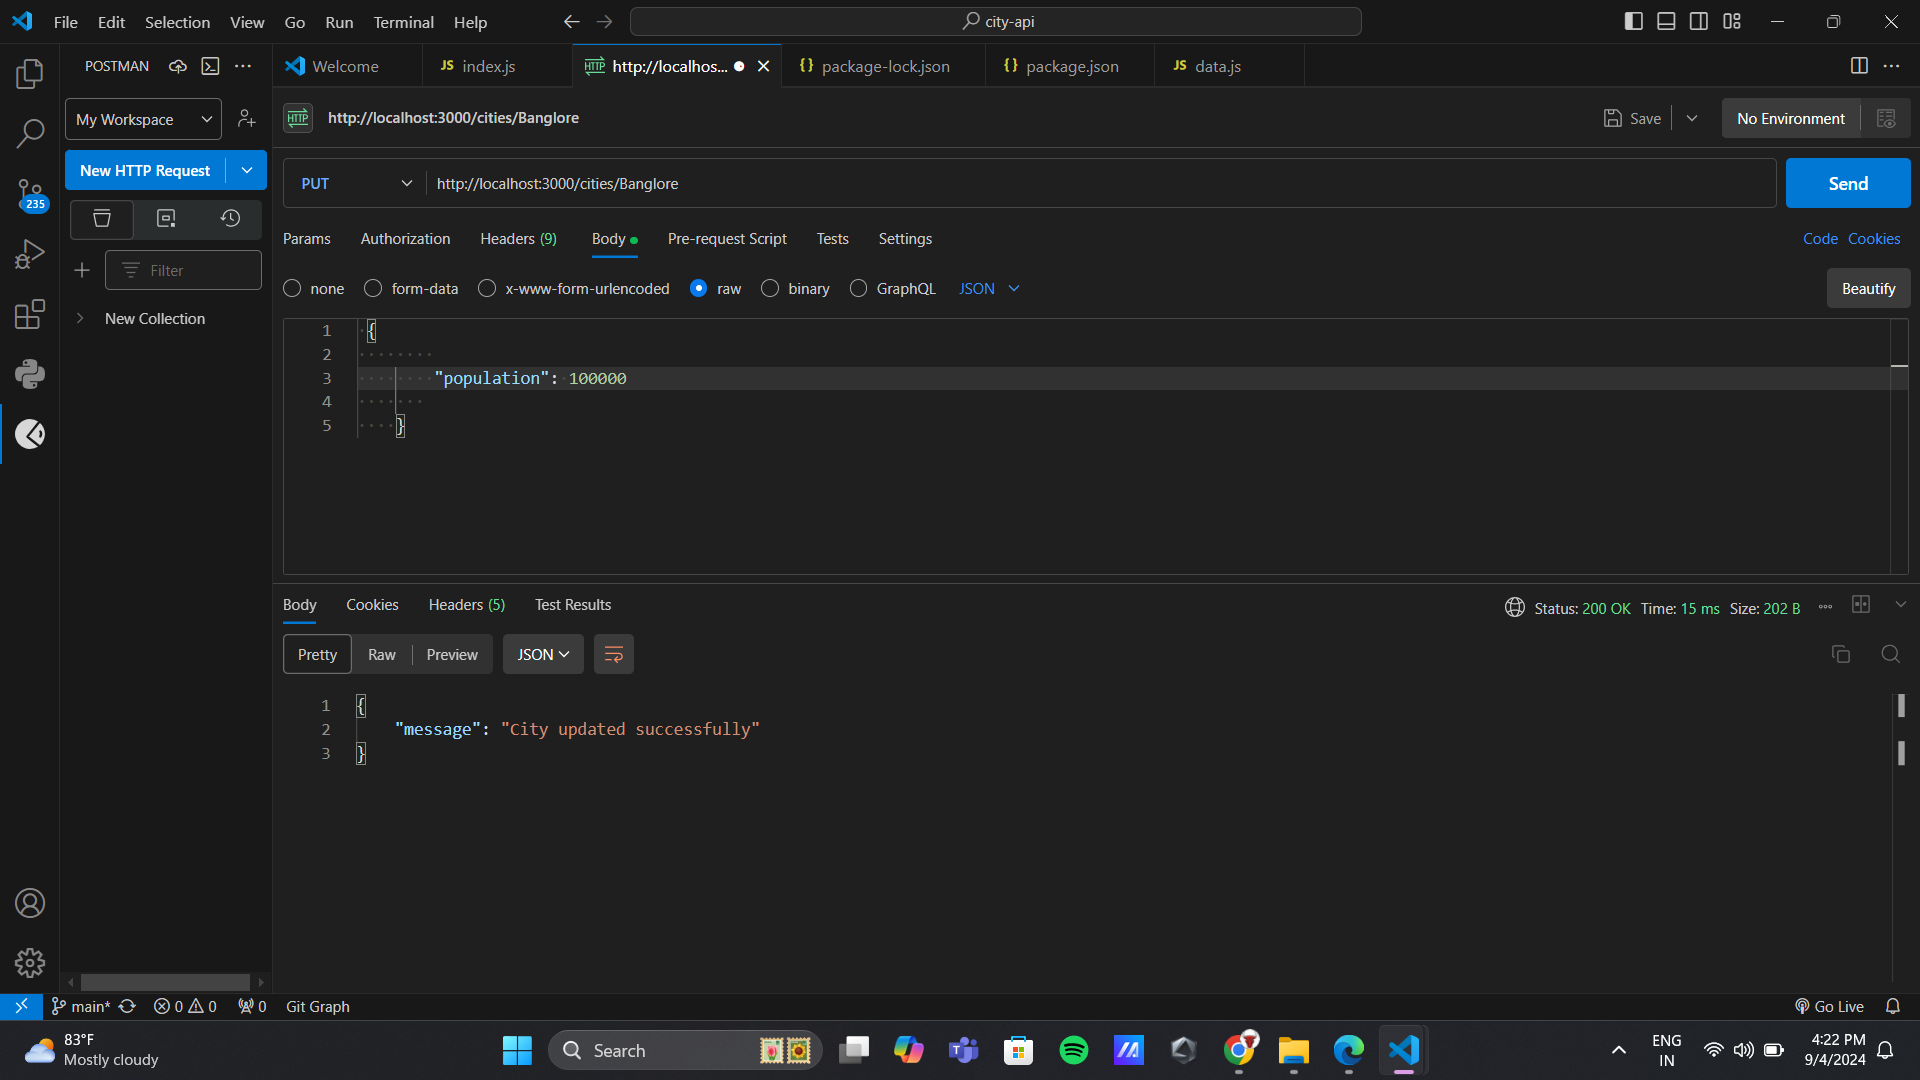 File Edit Selection View Go Run Terminal Help
city-api
POSTMAN
Welcome
JS index.js
HTTP http://localhos...
{} package-lock.json
{} package.json
JS data.js
My Workspace
HTTP http://localhost:3000/cities/Banglore
Save
No Environment
New HTTP Request
PUT
http://localhost:3000/cities/Banglore
Send
235
Params Authorization Headers (9) Body Pre-request Script Tests Settings
Code Cookies
Filter
none form-data x-www-form-urlencoded raw binary GraphQL JSON
Beautify
New Collection
1 {
2
3 "population": 100000
4
5 }
Body Cookies Headers (5) Test Results
Status: 200 OK Time: 15 ms Size: 202 B
Pretty Raw Preview JSON
1 {
2 "message": "City updated successfully"
3 }
main* 0 0 0 Git Graph
Go Live
83°F
Mostly cloudy
Search
ENG
IN
4:22 PM
9/4/2024